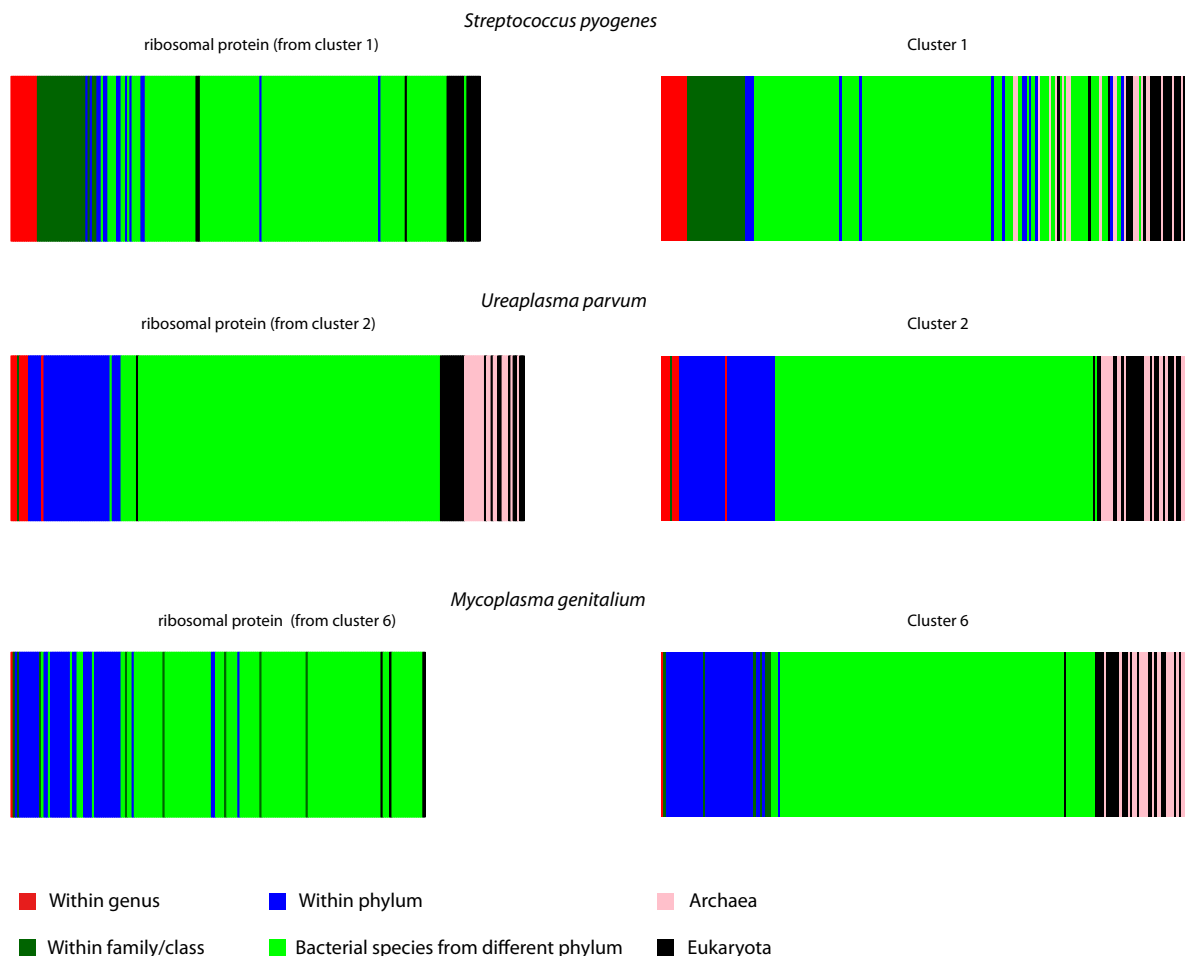 Streptococcus pyogenes
ribosomal protein (from cluster 1)
Cluster 1
Ureaplasma parvum
ribosomal protein (from cluster 2)
Cluster 2
Mycoplasma genitalium
ribosomal protein (from cluster 6)
Cluster 6
Within genus
Within phylum
Archaea
Within family/class
Bacterial species from different phylum
Eukaryota